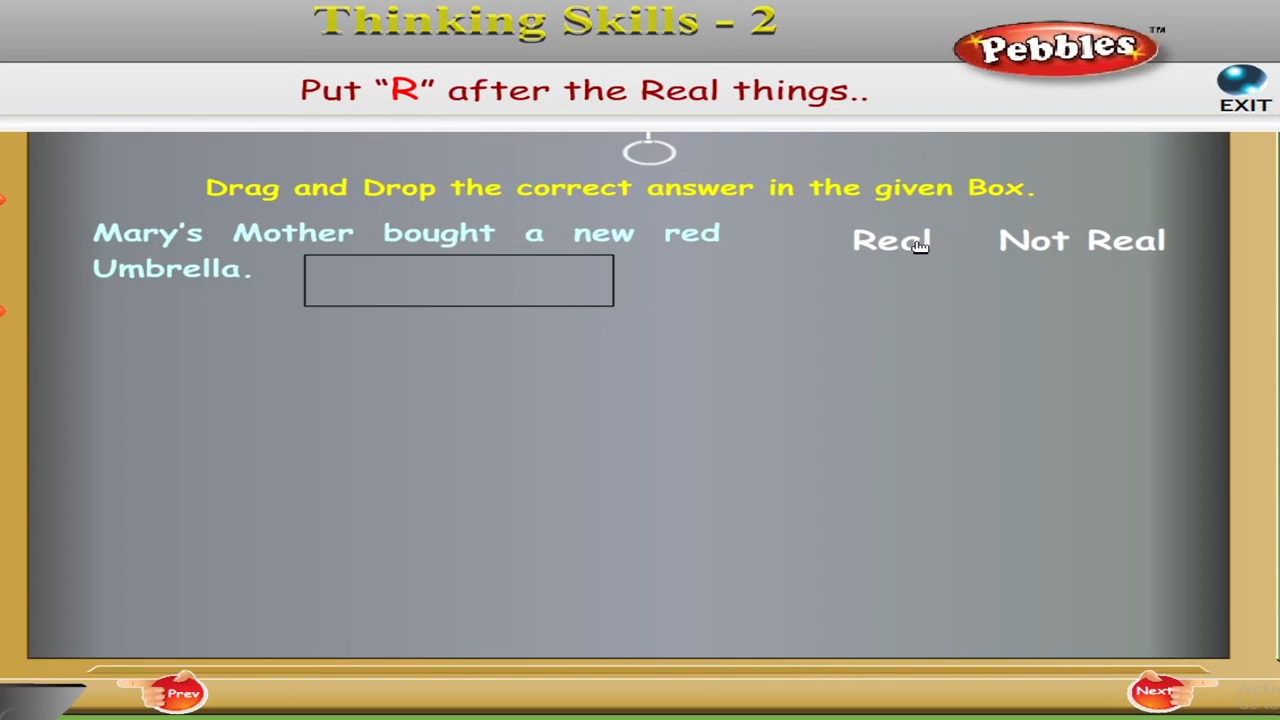 Thinking Skills - 2
Pebbles™
Put “R” after the Real things..
EXIT
Drag and Drop the correct answer in the given Box.
Mary's Mother bought a new red
Umbrella.
Real Not Real
Prev
Next